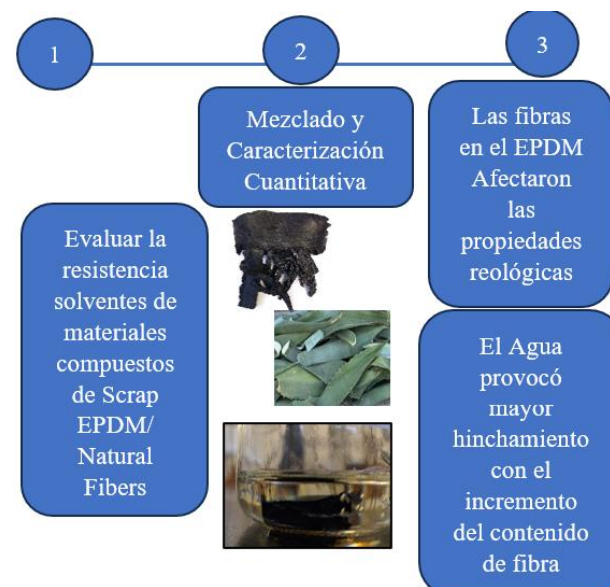 1
2
3
Evaluar la
resistencia
solventes de
materiales
compuestos
de Scrap
EPDM/
Natural
Fibers
Mezclado y
Caracterización
Cuantitativa
Las fibras
en el EPDM
Afectaron
las
propiedades
reológicas
El Agua
provocó
mayor
hinchamiento
con el
incremento
del contenido
de fibra